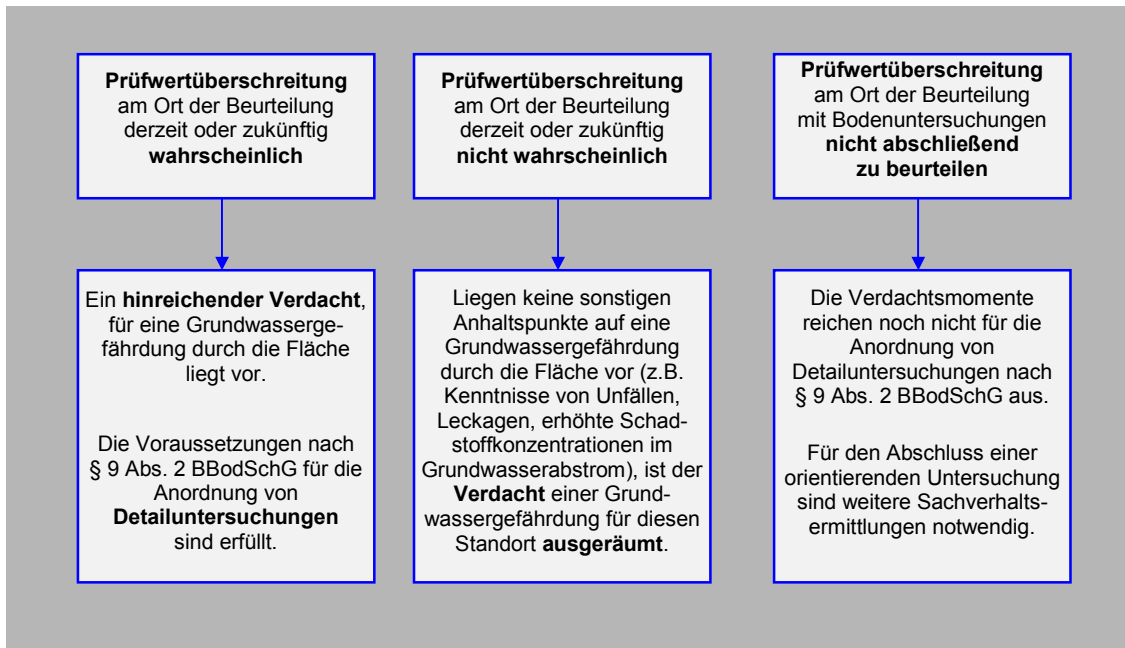 Prüfwertüberschreitung
am Ort der Beurteilung
derzeit oder zukünftig
wahrscheinlich
Ein hinreichender Verdacht,
für eine Grundwasserge-
fährdung durch die Fläche
liegt vor.
Die Voraussetzungen nach
§ 9 Abs. 2 BBodSchG für die
Anordnung von
Detailuntersuchungen
sind erfüllt.
Prüfwertüberschreitung
am Ort der Beurteilung
derzeit oder zukünftig
nicht wahrscheinlich
Liegen keine sonstigen
Anhaltspunkte auf eine
Grundwassergefährdung
durch die Fläche vor (z.B.
Kenntnisse von Unfällen,
Leckagen, erhöhte Schad-
stoffkonzentrationen im
Grundwasserabstrom), ist der
Verdacht einer Grund-
wassergefährdung für diesen
Standort ausgeräumt.
Prüfwertüberschreitung
am Ort der Beurteilung
mit Bodenuntersuchungen
nicht abschließend
zu beurteilen
Die Verdachtsmomente
reichen noch nicht für die
Anordnung von
Detailuntersuchungen nach
§ 9 Abs. 2 BBodSchG aus.
Für den Abschluss einer
orientierenden Untersuchung
sind weitere Sachverhalts-
ermittlungen notwendig.